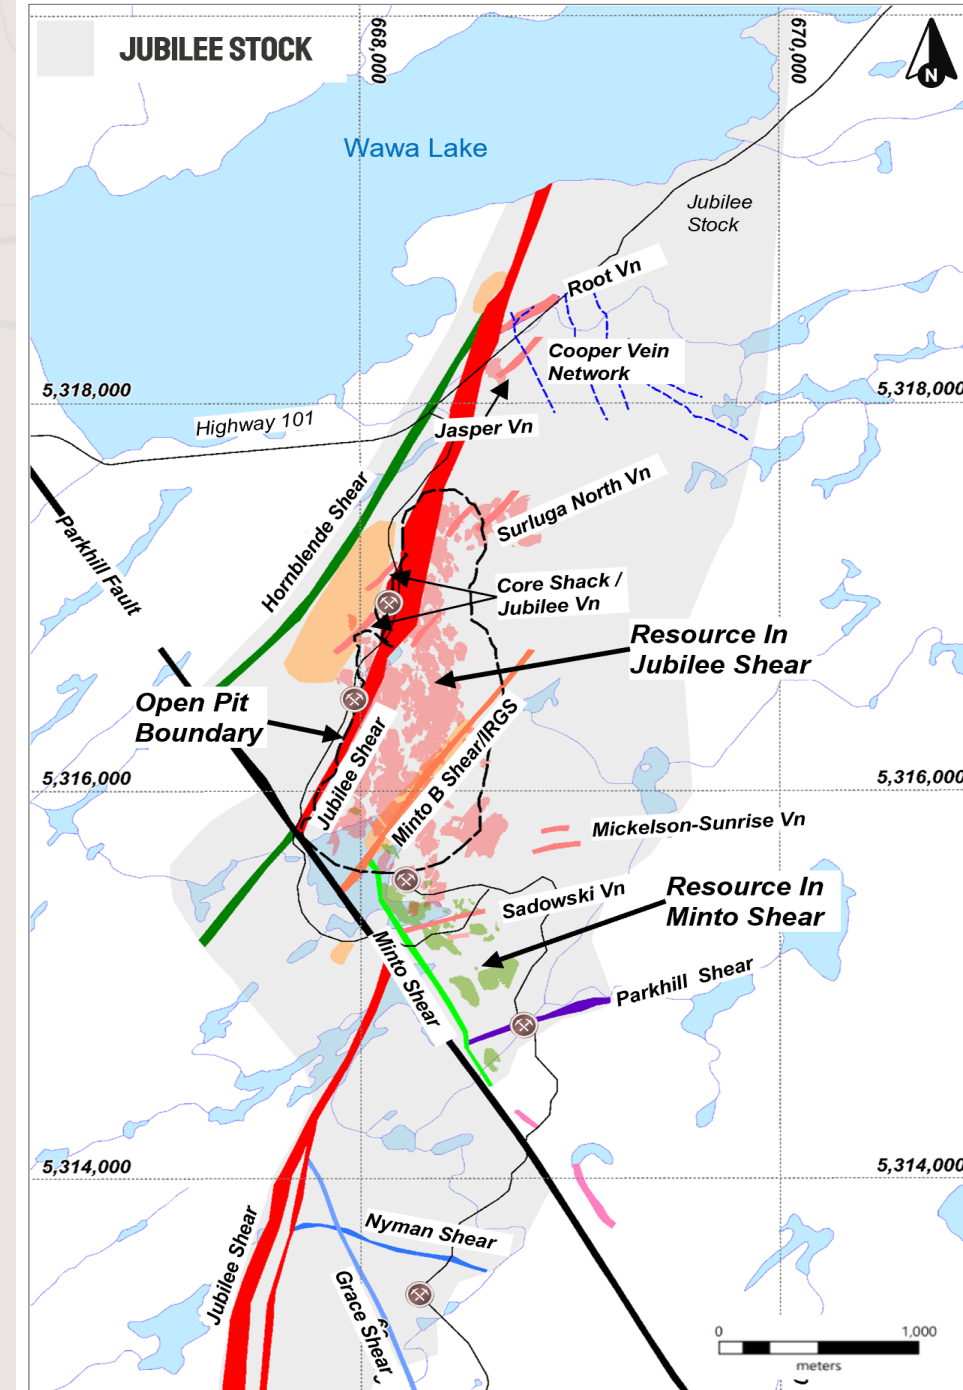 JUBILEE STOCK
668,000
670,000
N
Wawa Lake
Jubilee
Stock
Root Vn
Cooper Vein
Network
5,318,000
5,318,000
Highway 101
Jasper Vn
Hornblende Shear
Surluga North Vn
Parkhill Fault
Core Shack /
Jubilee Vn
Resource In
Jubilee Shear
Open Pit
Boundary
Jubilee Shear
Minto B Shear/IRGS
5,316,000
5,316,000
Mickelson-Sunrise Vn
Resource In
Minto Shear
Sadowski Vn
Minto Shear
Parkhill Shear
5,314,000
5,314,000
Jubilee Shear
Nyman Shear
Grace Shear
0
1,000
meters